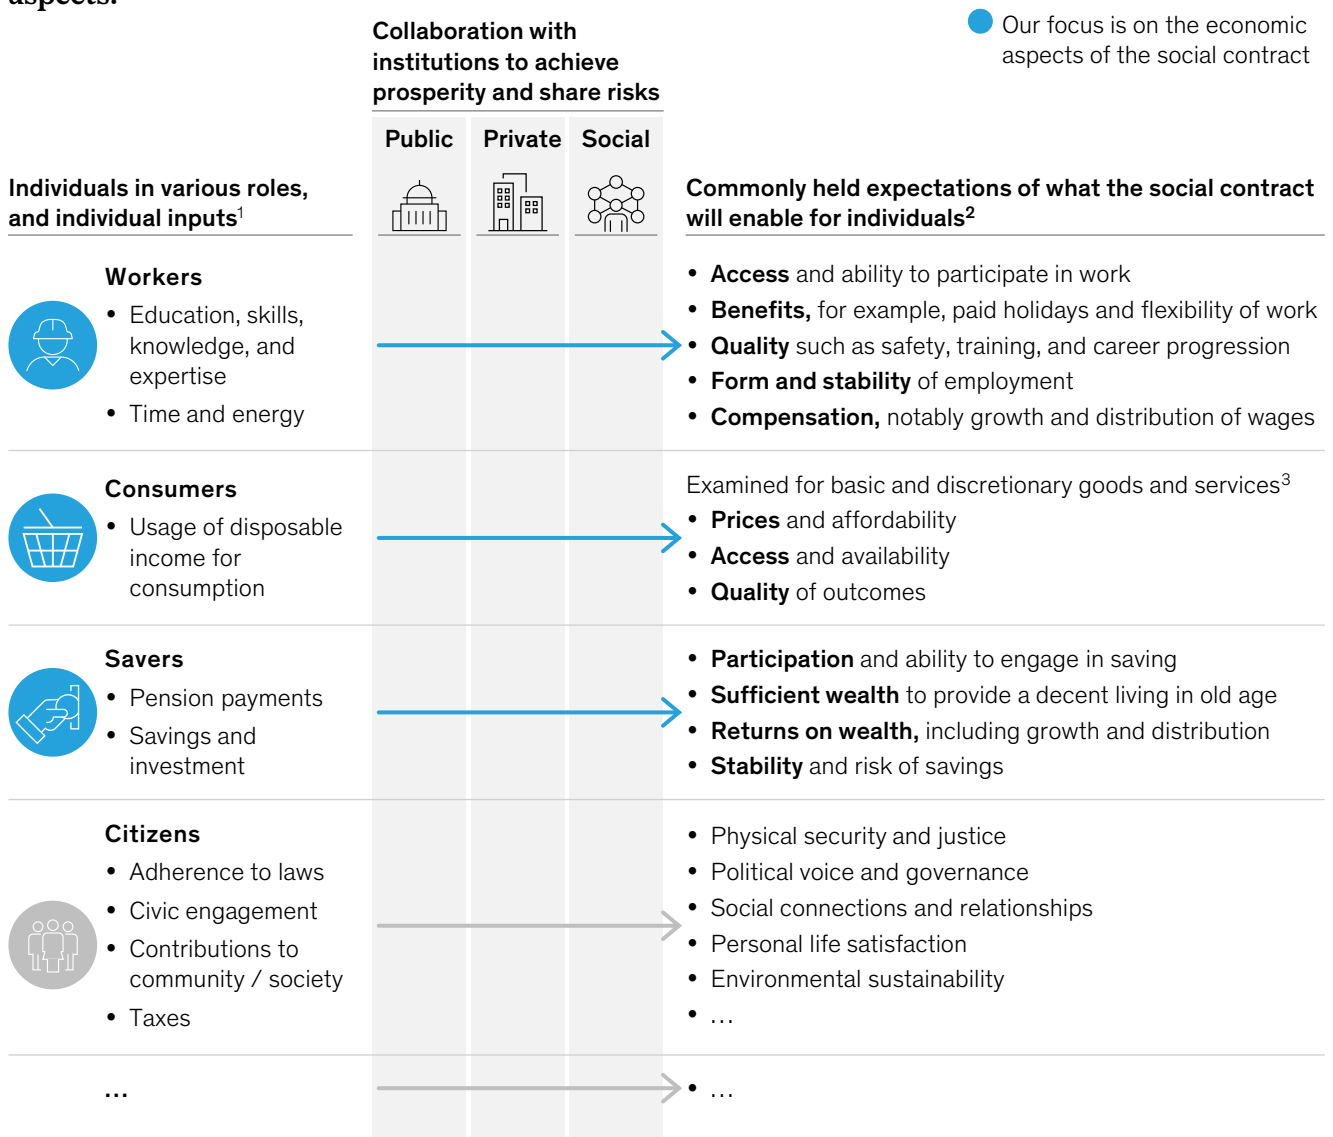 aspects.
Our focus is on the economic
aspects of the social contract
Collaboration with
institutions to achieve
prosperity and share risks
Public Private Social
Individuals in various roles,
and individual inputs1
Commonly held expectations of what the social contract
will enable for individuals2
Workers
• Education, skills,
knowledge, and
expertise
• Time and energy
• Access and ability to participate in work
• Benefits, for example, paid holidays and flexibility of work
• Quality such as safety, training, and career progression
• Form and stability of employment
• Compensation, notably growth and distribution of wages
Consumers
• Usage of disposable
income for
consumption
Examined for basic and discretionary goods and services3
• Prices and affordability
• Access and availability
• Quality of outcomes
Savers
• Pension payments
• Savings and
investment
• Participation and ability to engage in saving
• Sufficient wealth to provide a decent living in old age
• Returns on wealth, including growth and distribution
• Stability and risk of savings
Citizens
• Adherence to laws
• Civic engagement
• Contributions to
community / society
• Taxes
• Physical security and justice
• Political voice and governance
• Social connections and relationships
• Personal life satisfaction
• Environmental sustainability
• ...
...
• ...